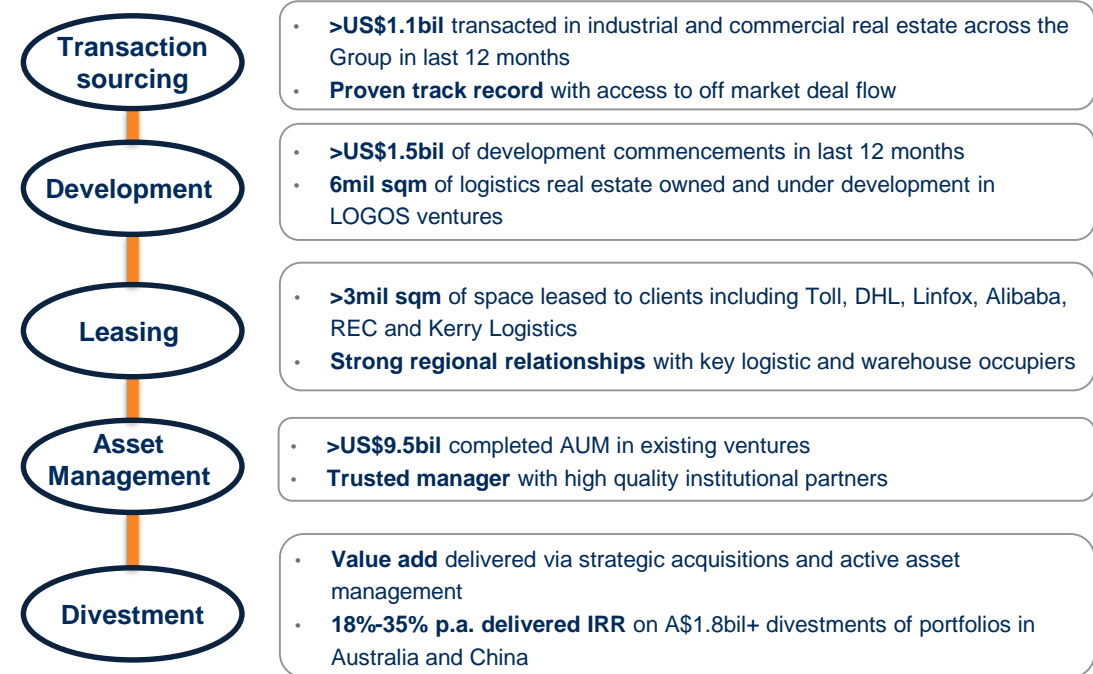 Transaction
sourcing
• >US$1.1bil transacted in industrial and commercial real estate across the
Group in last 12 months
• Proven track record with access to off market deal flow
Development
• >US$1.5bil of development commencements in last 12 months
• 6mil sqm of logistics real estate owned and under development in
LOGOS ventures
Leasing
• >3mil sqm of space leased to clients including Toll, DHL, Linfox, Alibaba,
REC and Kerry Logistics
• Strong regional relationships with key logistic and warehouse occupiers
Asset
Management
• >US$9.5bil completed AUM in existing ventures
• Trusted manager with high quality institutional partners
Divestment
• Value add delivered via strategic acquisitions and active asset
management
• 18%-35% p.a. delivered IRR on A$1.8bil+ divestments of portfolios in
Australia and China